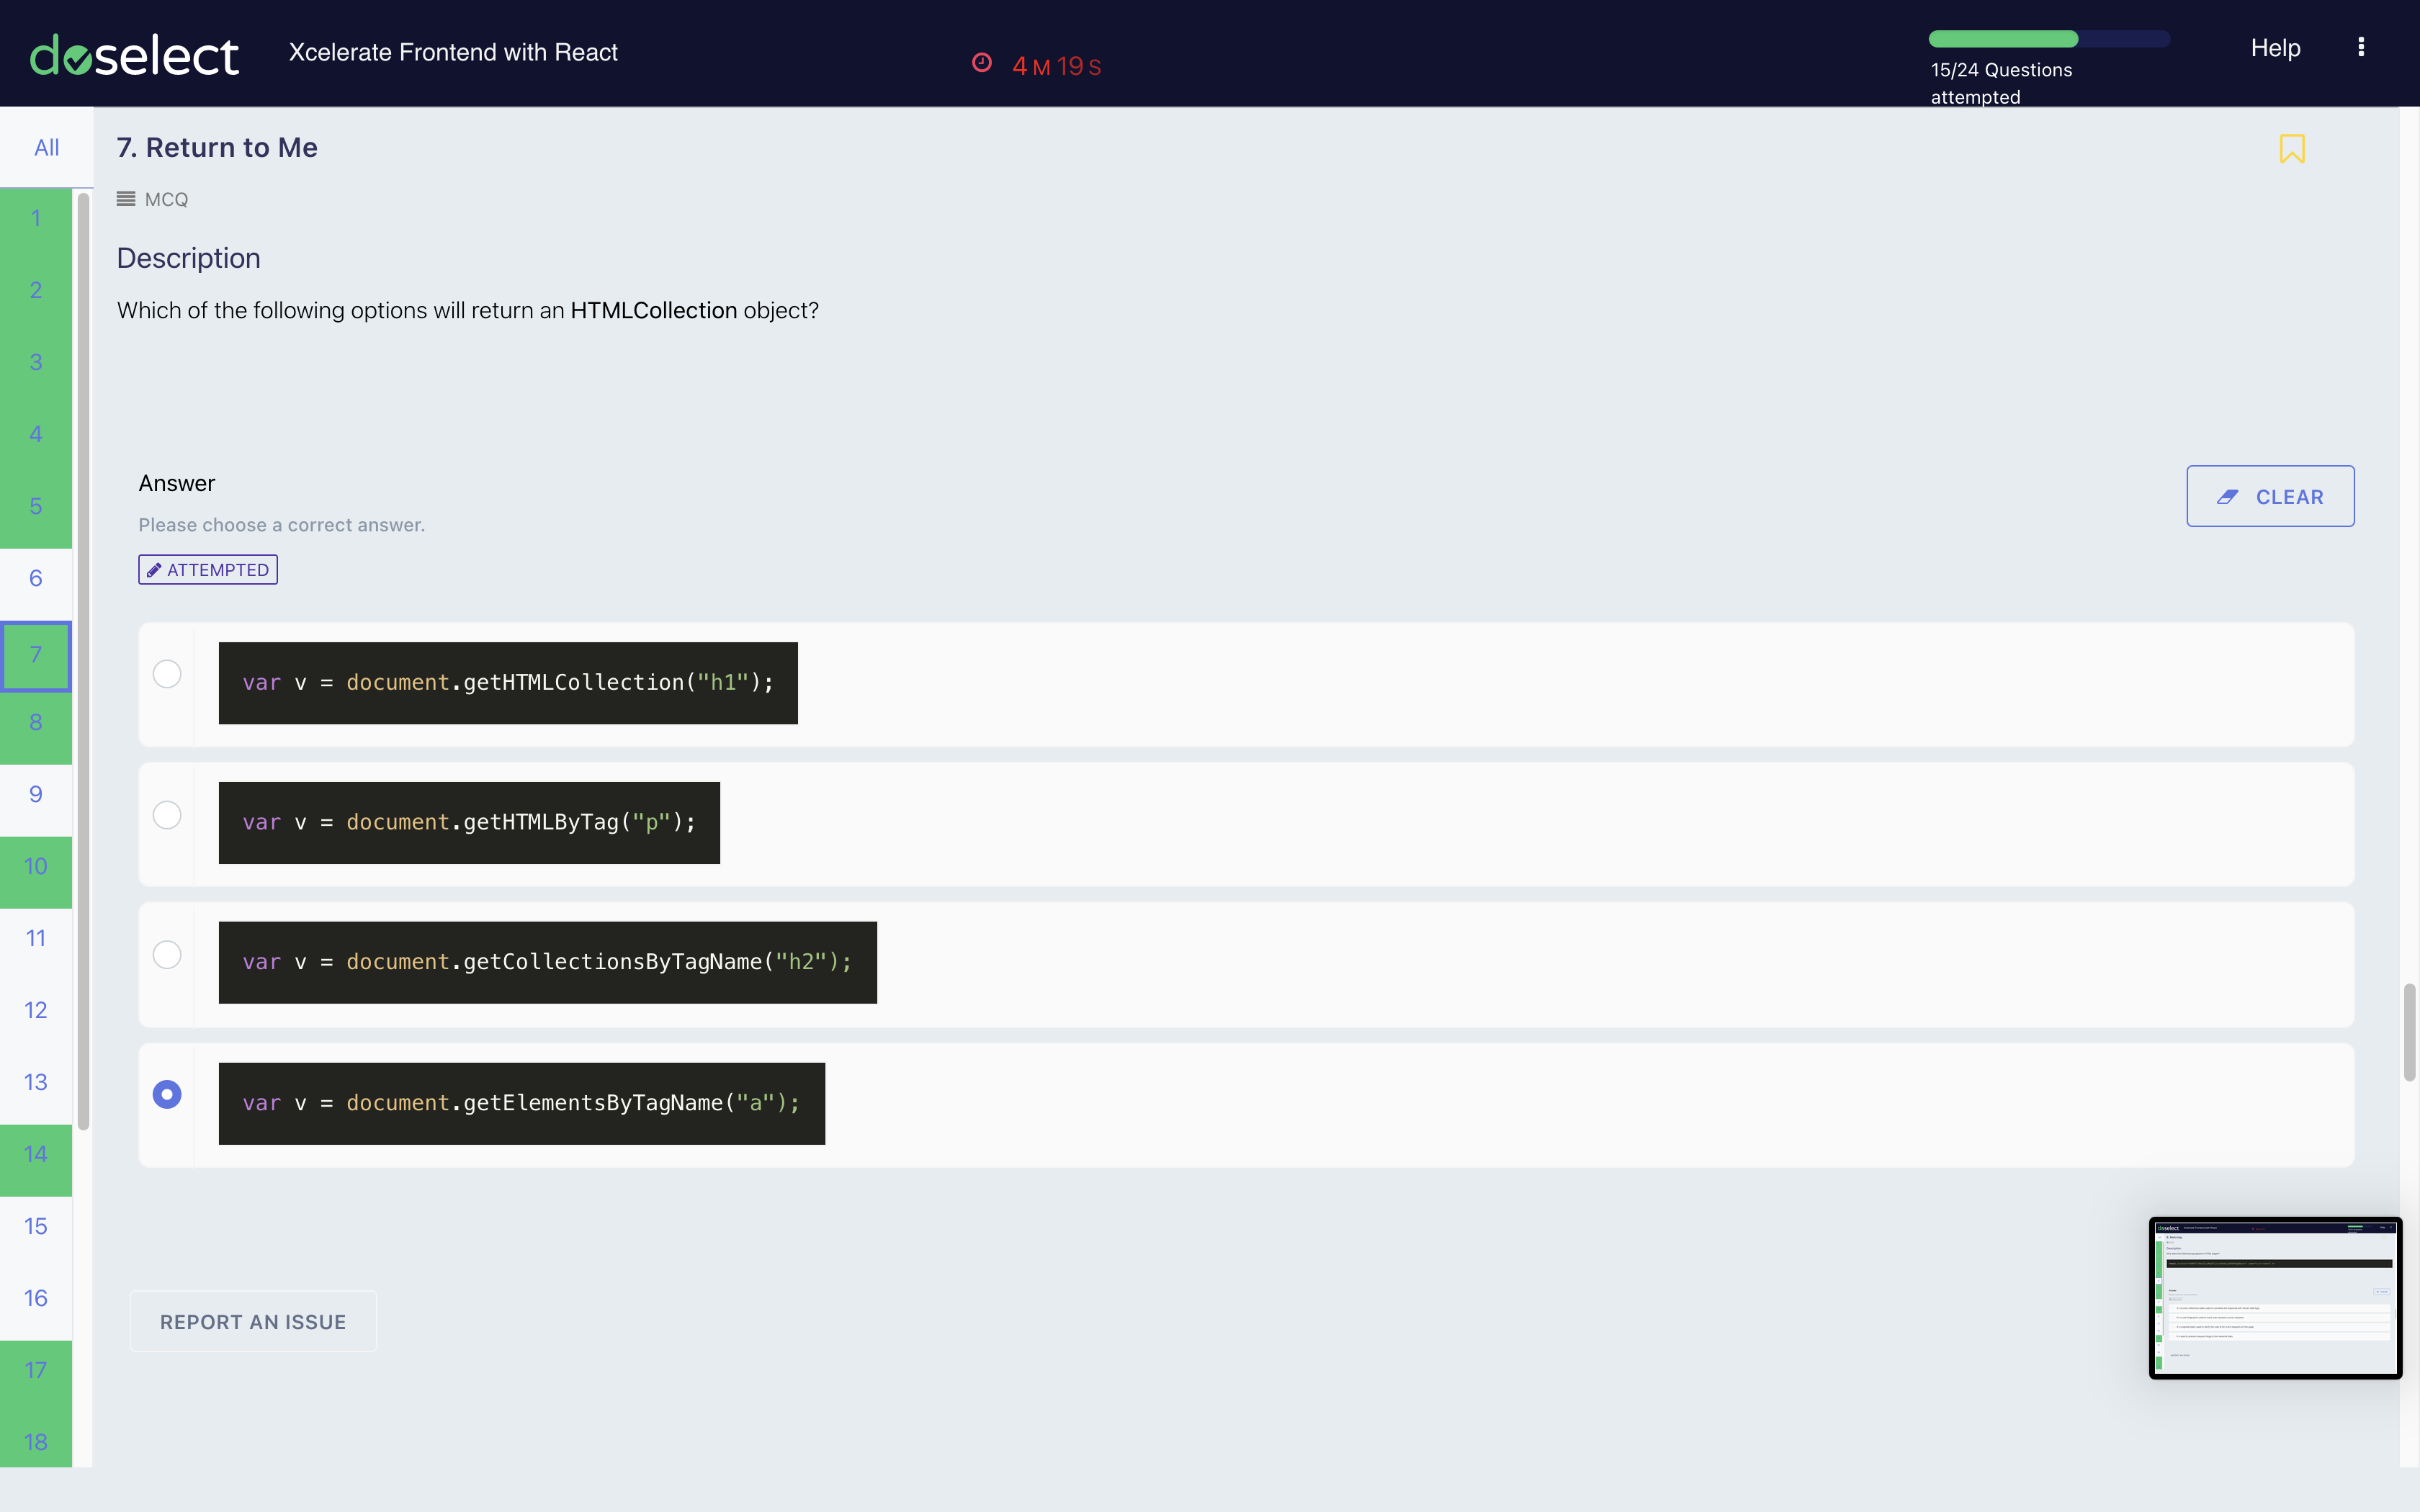 doselect
Xcelerate Frontend with React
4 M 19 S
15/24 Questions
attempted
Help
All
1
2
3
4
5
6
7
8
9
10
11
12
13
14
15
16
17
18
7. Return to Me
MCQ
Description
Which of the following options will return an HTMLCollection object?
Answer
CLEAR
Please choose a correct answer.
ATTEMPTED
var v = document.getHTMLCollection("h1");
var v = document.getHTMLByTag("p");
var v = document.getCollectionsByTagName("h2");
var v = document.getElementsByTagName("a");
REPORT AN ISSUE